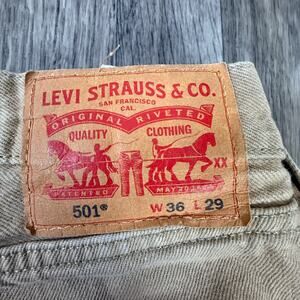 LEVI STRAUSS & CO.
SAN FRANCISCO
CAL.
ORIGINAL RIVETED
QUALITY CLOTHING
XX
PATENTED MAY 20 1873
501® W 36 L 29